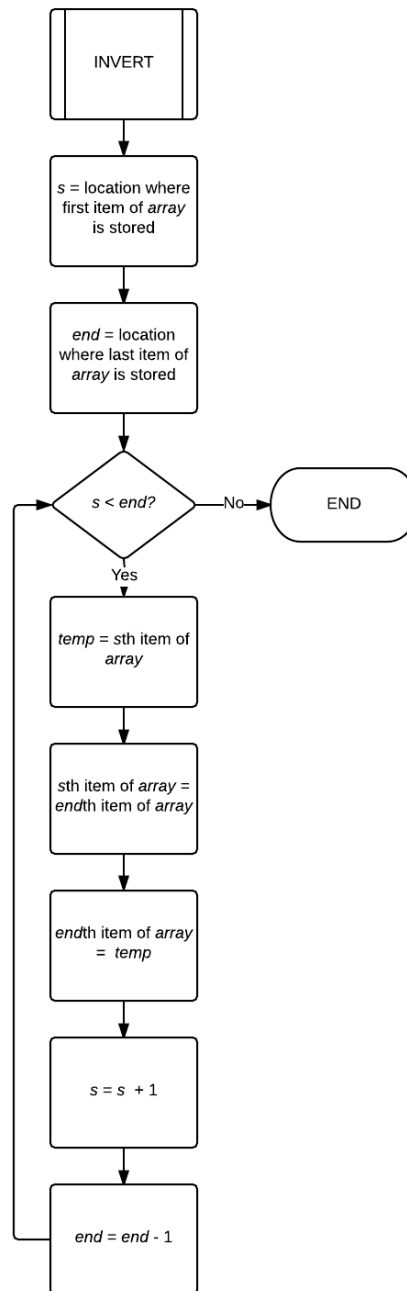 INVERT
s = location where
first item of array
is stored
end = location
where last item of
array is stored
s < end?
No
END
Yes
temp = sth item of
array
sth item of array =
endth item of array
endth item of array
= temp
s = s + 1
end = end - 1